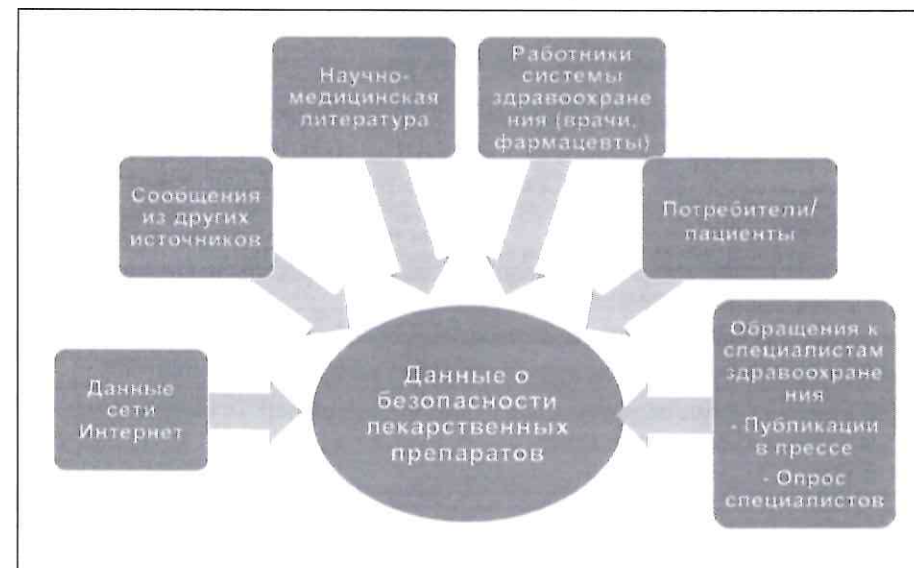 Научно-
медицинская
литература
Работники
системы
здравоохране
ния (врачи,
фармацевты)
Сообщения
из других
источников
Потребители/
пациенты
Данные
сети
Интернет
Данные о
безопасности
лекарственных
препаратов
Обращения к
специалистам
здравоохране
ния
- Публикации
в прессе
- Опрос
специалистов